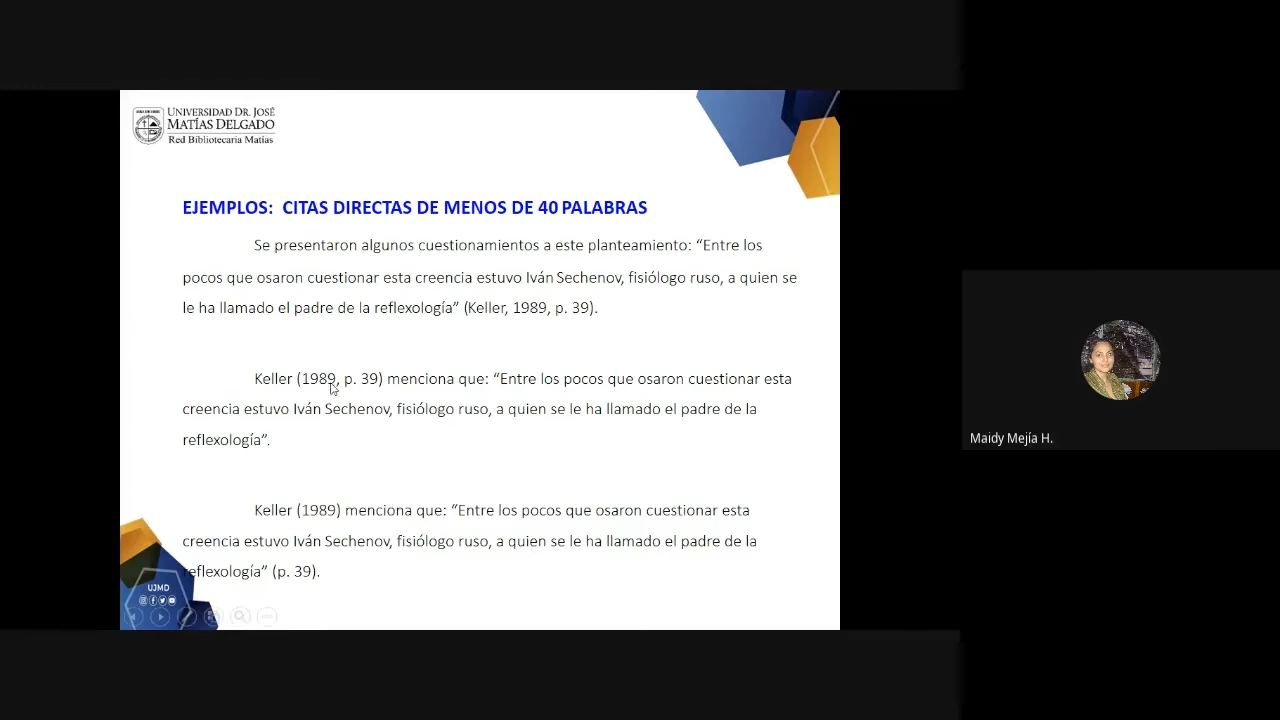 UNIVERSIDAD DR. JOSÉ
MATÍAS DELGADO
Red Bibliotecaria Matías
EJEMPLOS:  CITAS DIRECTAS DE MENOS DE 40 PALABRAS
Se presentaron algunos cuestionamientos a este planteamiento: “Entre los
pocos que osaron cuestionar esta creencia estuvo Iván Sechenov, fisiólogo ruso, a quien se
le ha llamado el padre de la reflexología” (Keller, 1989, p. 39).
Keller (1989, p. 39) menciona que: “Entre los pocos que osaron cuestionar esta
creencia estuvo Iván Sechenov, fisiólogo ruso, a quien se le ha llamado el padre de la
reflexología”.
Keller (1989) menciona que: “Entre los pocos que osaron cuestionar esta
creencia estuvo Iván Sechenov, fisiólogo ruso, a quien se le ha llamado el padre de la
reflexología” (p. 39).
UJMD
Maidy Mejía H.